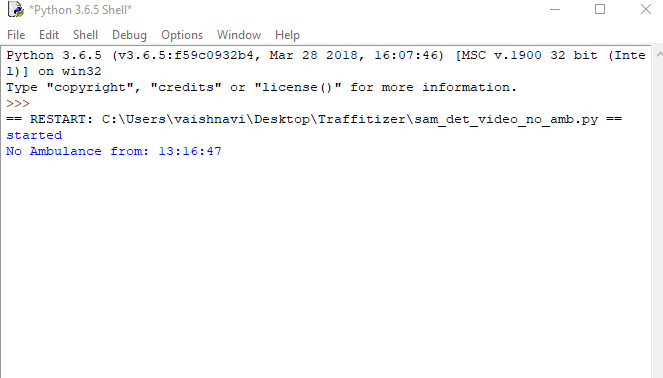 *Python 3.6.5 Shell*
File Edit Shell Debug Options Window Help
Python 3.6.5 (v3.6.5:f59c0932b4, Mar 28 2018, 16:07:46) [MSC v.1900 32 bit (Inte
l)] on win32
Type "copyright", "credits" or "license()" for more information.
>>>
== RESTART: C:\Users\vaishnavi\Desktop\Traffitizer\sam_det_video_no_amb.py ==
started
No Ambulance from: 13:16:47